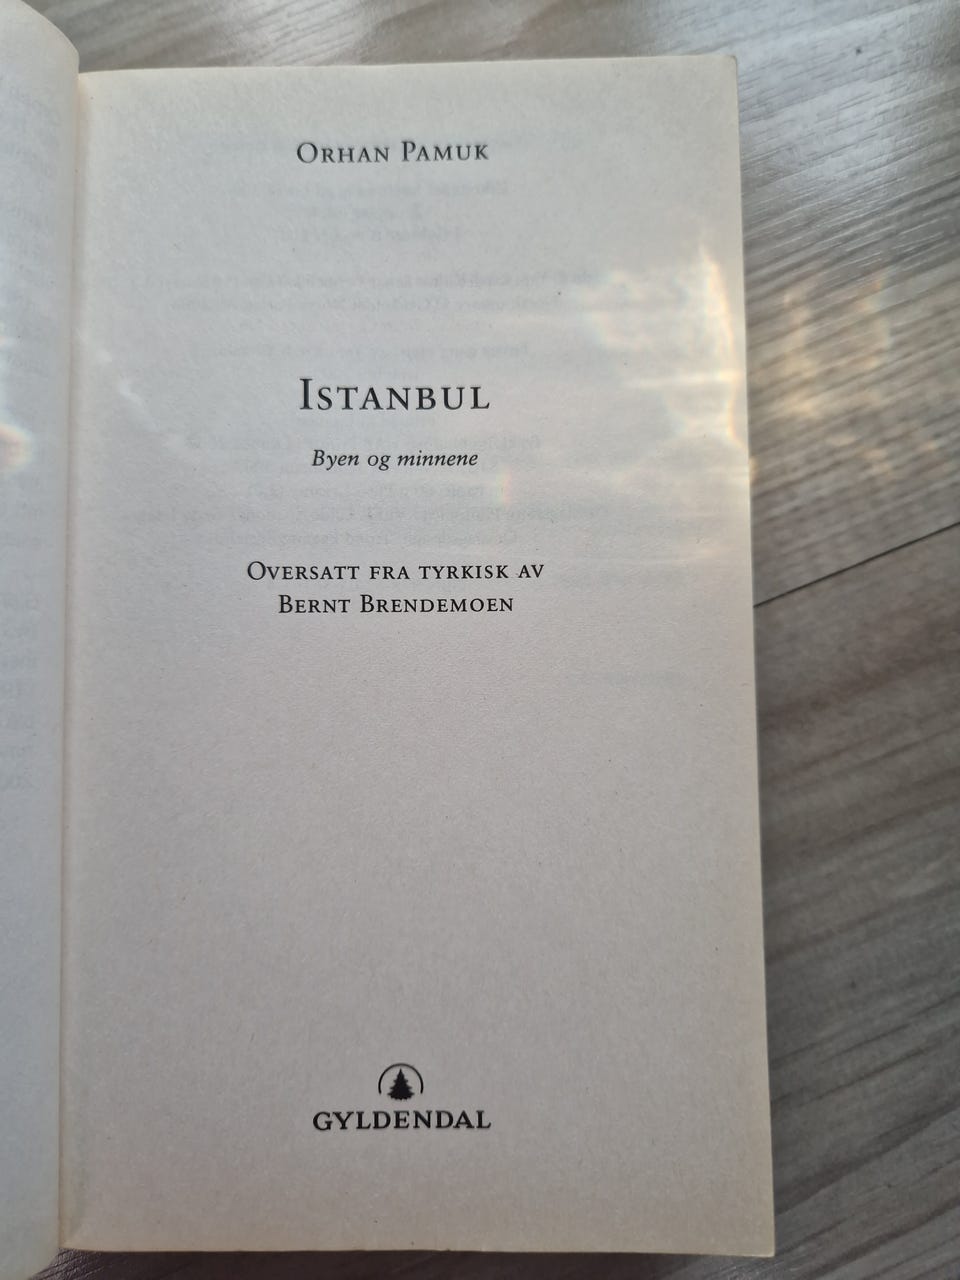 Orhan Pamuk
Istanbul
Byen og minnene
Oversatt fra tyrkisk av
Bernt Brendemoen
GYLDENDAL